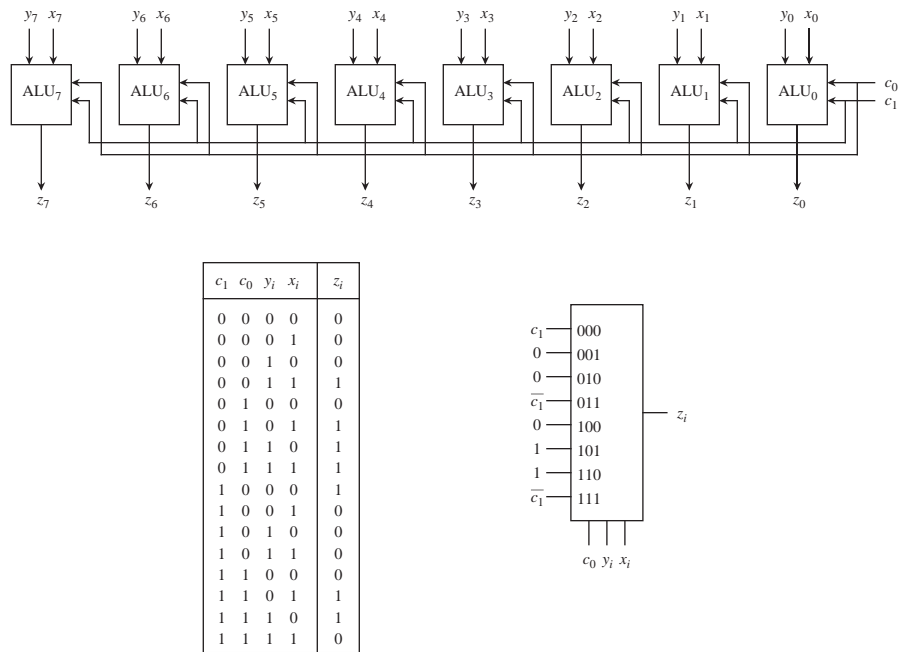 y₇ x₇ y₆ x₆ y₅ x₅ y₄ x₄ y₃ x₃ y₂ x₂ y₁ x₁ y₀ x₀
ALU₇ ALU₆ ALU₅ ALU₄ ALU₃ ALU₂ ALU₁ ALU₀ c₀
c₁
z₇ z₆ z₅ z₄ z₃ z₂ z₁ z₀
c₁ c₀ yᵢ xᵢ zᵢ
0 0 0 0 0
0 0 0 1 0
0 0 1 0 0
0 0 1 1 1
0 1 0 0 0
0 1 0 1 1
0 1 1 0 1
0 1 1 1 1
1 0 0 0 1
1 0 0 1 0
1 0 1 0 0
1 0 1 1 0
1 1 0 0 0
1 1 0 1 1
1 1 1 0 1
1 1 1 1 0
c₁ 000
0 001
0 010
c̅₁ 011
0 100
1 101
1 110
c̅₁ 111
zᵢ
c₀ yᵢ xᵢ